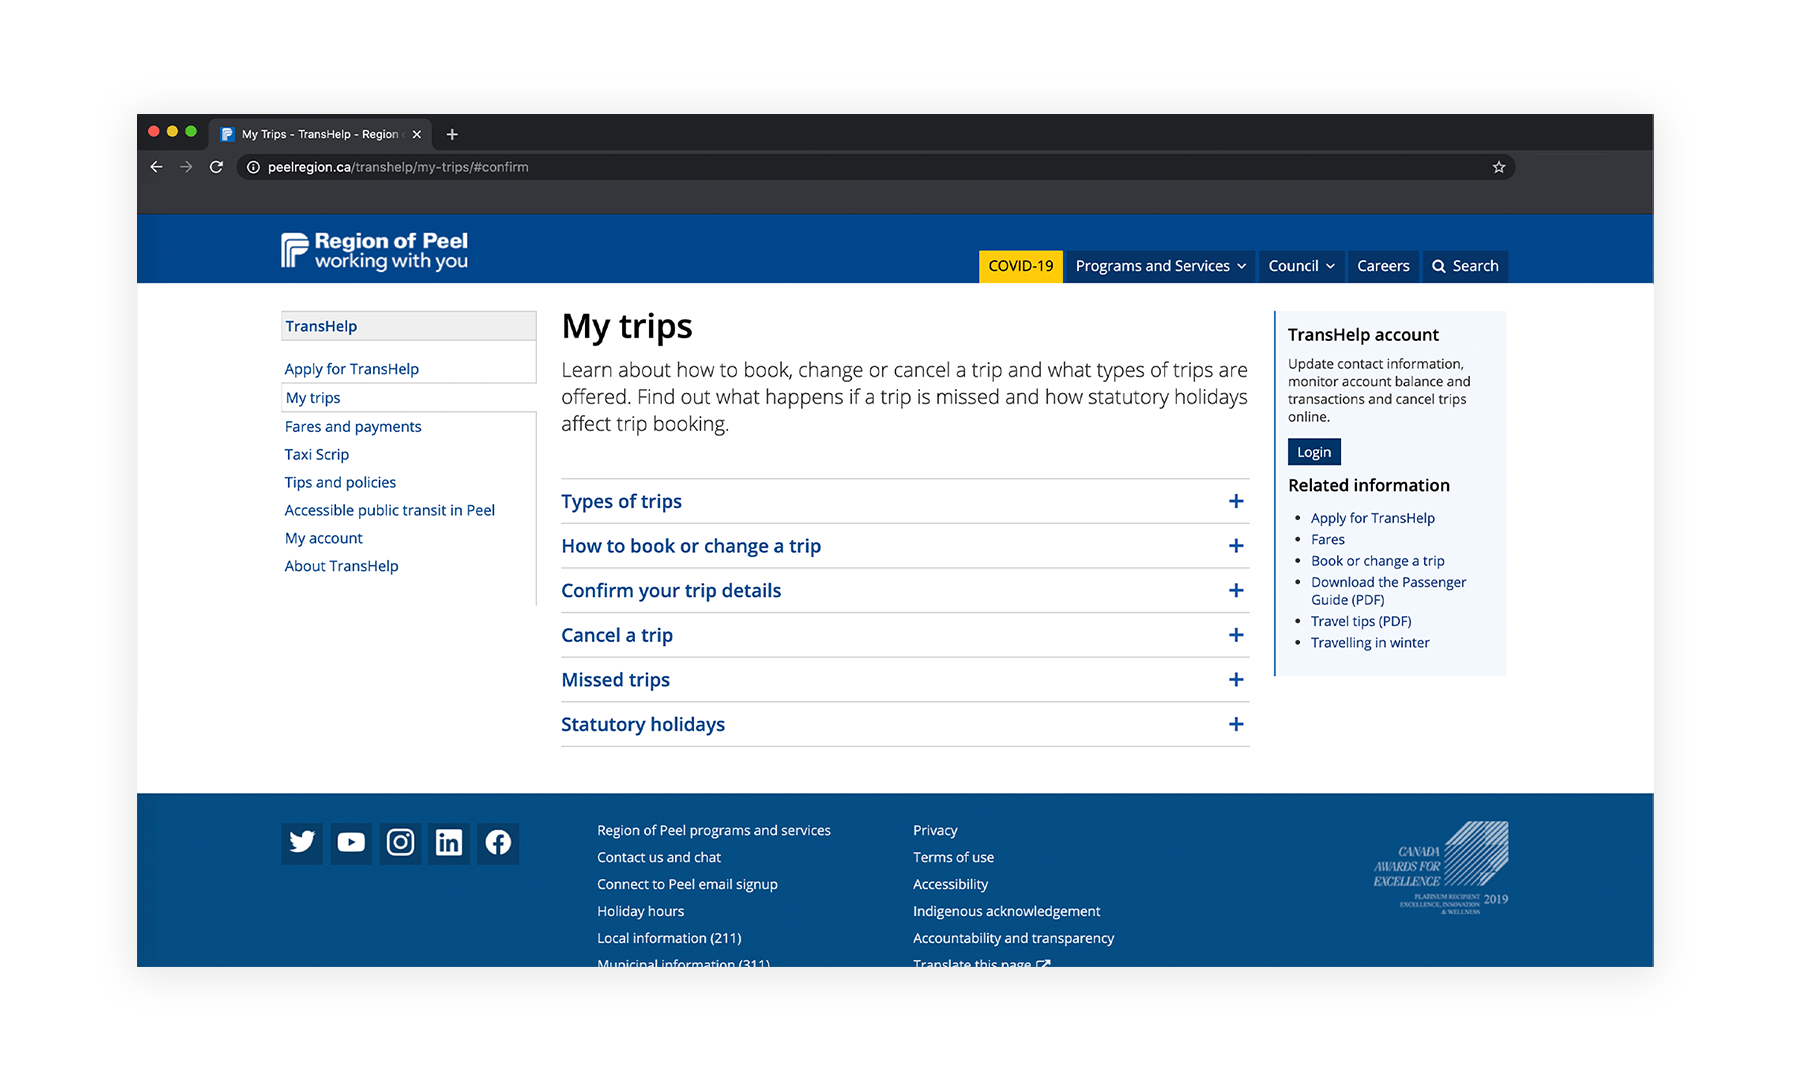 My Trips - TransHelp - Region
peelregion.ca/transhelp/my-trips/#confirm
Region of Peel
working with you
COVID-19
Programs and Services
Council
Careers
Search
TransHelp
Apply for TransHelp
My trips
Fares and payments
Taxi Scrip
Tips and policies
Accessible public transit in Peel
My account
About TransHelp
My trips
Learn about how to book, change or cancel a trip and what types of trips are
offered. Find out what happens if a trip is missed and how statutory holidays
affect trip booking.
Types of trips
How to book or change a trip
Confirm your trip details
Cancel a trip
Missed trips
Statutory holidays
TransHelp account
Update contact information,
monitor account balance and
transactions and cancel trips
online.
Login
Related information
Apply for TransHelp
Fares
Book or change a trip
Download the Passenger
Guide (PDF)
Travel tips (PDF)
Travelling in winter
Region of Peel programs and services
Contact us and chat
Connect to Peel email signup
Holiday hours
Local information (211)
Municipal information (311)
Privacy
Terms of use
Accessibility
Indigenous acknowledgement
Accountability and transparency
Translate this page
CANADA
AWARDS FOR
EXCELLENCE
PLATINUM RECIPIENT
EXCELLENCE, INNOVATION
& WELLNESS
2019